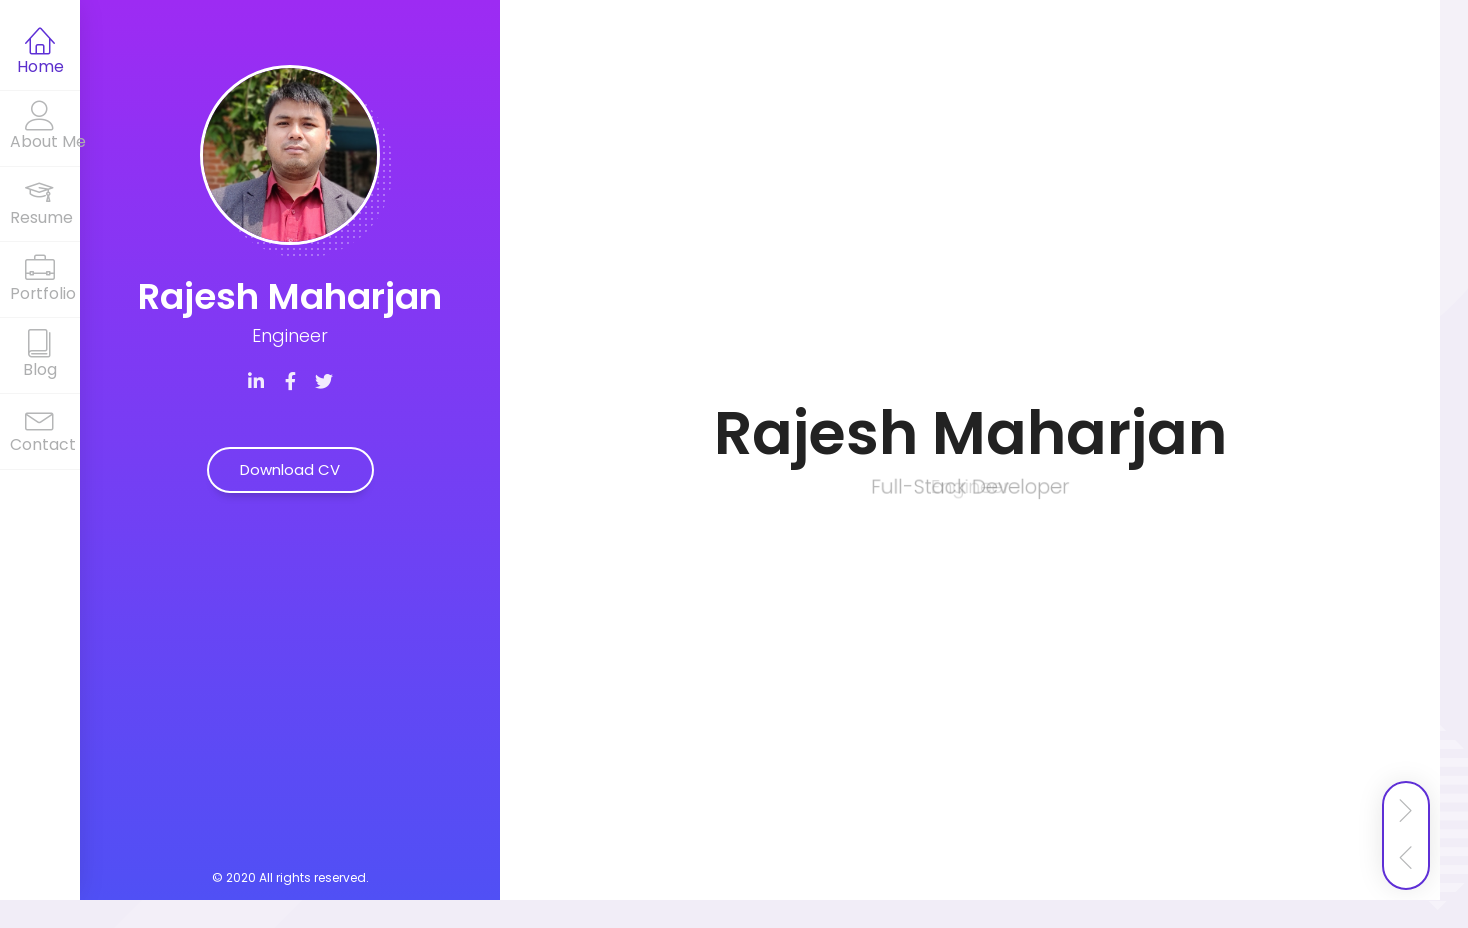 Home
About Me
Resume
Portfolio
Blog
Contact
Rajesh Maharjan
Engineer
Download CV
© 2020 All rights reserved.
Rajesh Maharjan
Full-Stack Developer
Engineer